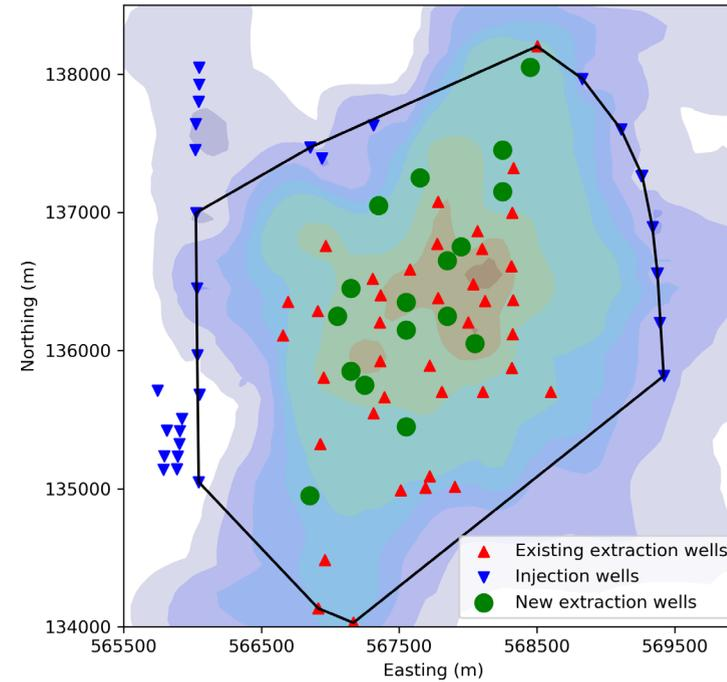 138000
137000
136000
135000
134000
Northing (m)
565500 566500 567500 568500 569500
Easting (m)
Existing extraction wells
Injection wells
New extraction wells